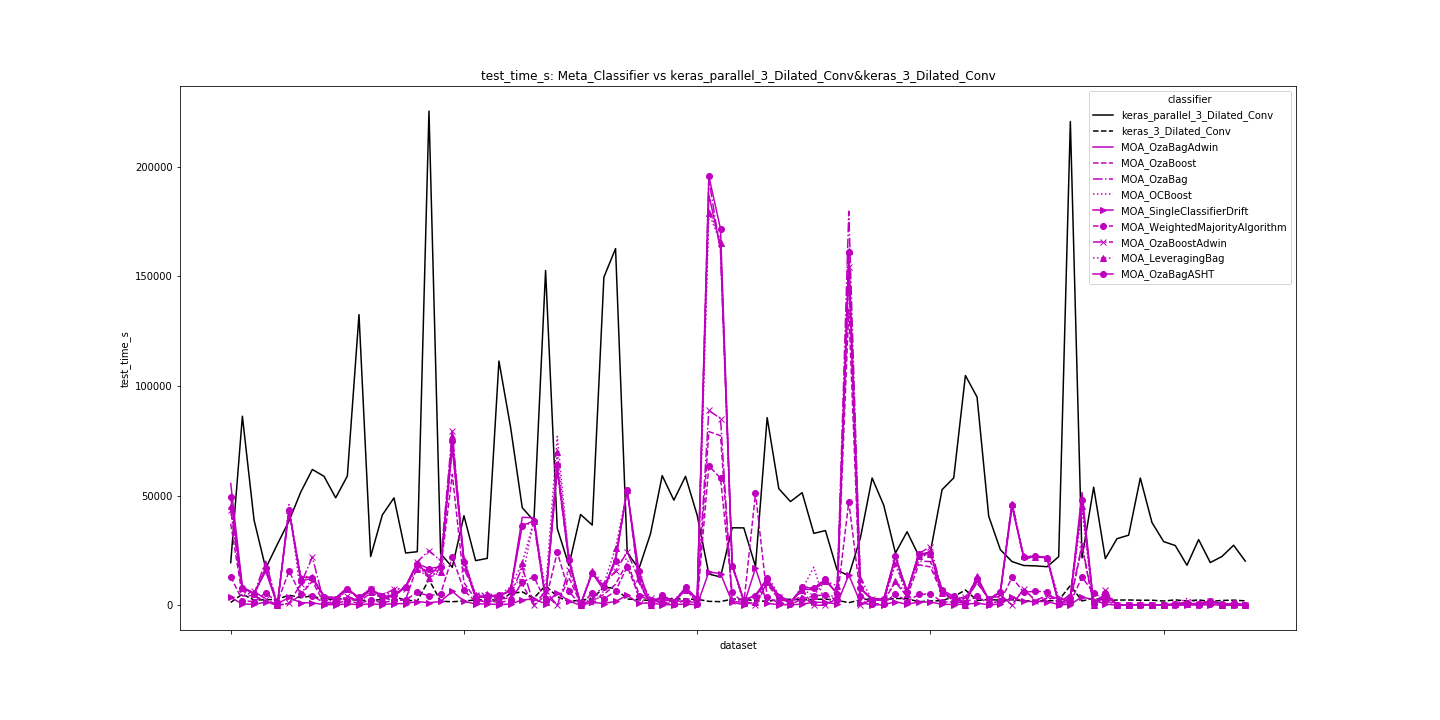 test_time_s: Meta_Classifier vs keras_parallel_3_Dilated_Conv&keras_3_Dilated_Conv
classifier
keras_parallel_3_Dilated_Conv
keras_3_Dilated_Conv
MOA_OzaBagAdwin
MOA_OzaBoost
MOA_OzaBag
MOA_OCBoost
MOA_SingleClassifierDrift
MOA_WeightedMajorityAlgorithm
MOA_OzaBoostAdwin
MOA_LeveragingBag
MOA_OzaBagASHT
200000
150000
100000
50000
0
test_time_s
dataset